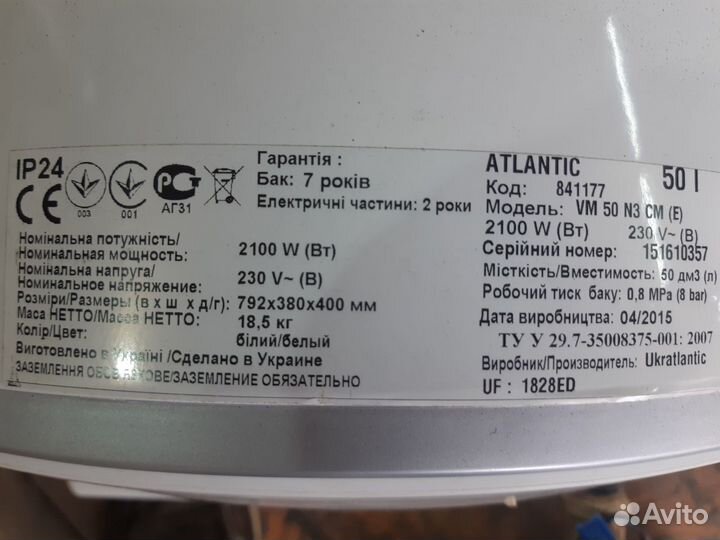 IP24
CE
003
001
АГ31
Гарантія :
Бак: 7 років
Електричні частини: 2 роки
Номінальна потужність/
Номинальная мощность: 2100 W (Вт)
Номінальна напруга/
Номинальное напряжение: 230 V~ (В)
Розміри/Размеры (в х ш х д/г): 792x380x400 мм
Маса НЕТТО/Масса НЕТТО: 18,5 кг
Колір/Цвет: білий/белый
Виготовлено в Україні /Сделано в Украине
ЗАЗЕМЛЕННЯ ОБОВ'ЯЗКОВЕ/ЗАЗЕМЛЕНИЕ ОБЯЗАТЕЛЬНО
ATLANTIC 50 l
Код: 841177
Модель: VM 50 N3 CM (E)
2100 W (Вт) 230 V~ (В)
Серійний номер: 151610357
Місткість/Вместимость: 50 дм3 (л)
Робочий тиск баку: 0,8 MPa (8 bar)
Дата виробництва: 04/2015
ТУ У 29.7-35008375-001: 2007
Виробник/Производитель: Ukratlantic
UF : 1828ED
Avito